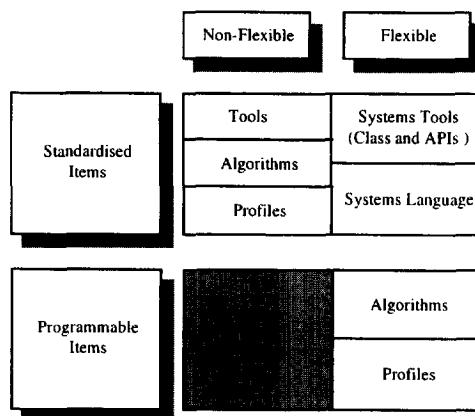 Non-Flexible
Flexible
Standardised
Items
Tools
Algorithms
Profiles
Systems Tools
(Class and APIs )
Systems Language
Programmable
Items
Algorithms
Profiles